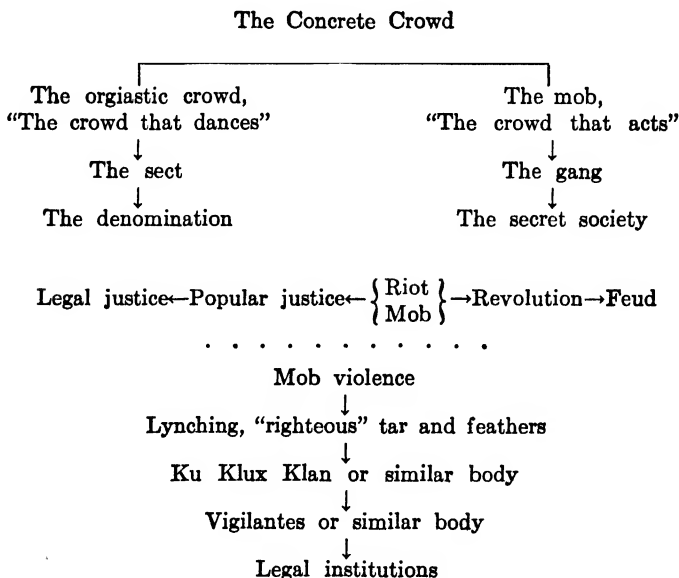 The Concrete Crowd
The orgiastic crowd,
“The crowd that dances”
↓
The sect
↓
The denomination
The mob,
“The crowd that acts”
↓
The gang
↓
The secret society
Legal justice←Popular justice←{Riot
Mob}→Revolution→Feud
. . . . . . . . . . .
Mob violence
↓
Lynching, “righteous” tar and feathers
↓
Ku Klux Klan or similar body
↓
Vigilantes or similar body
↓
Legal institutions